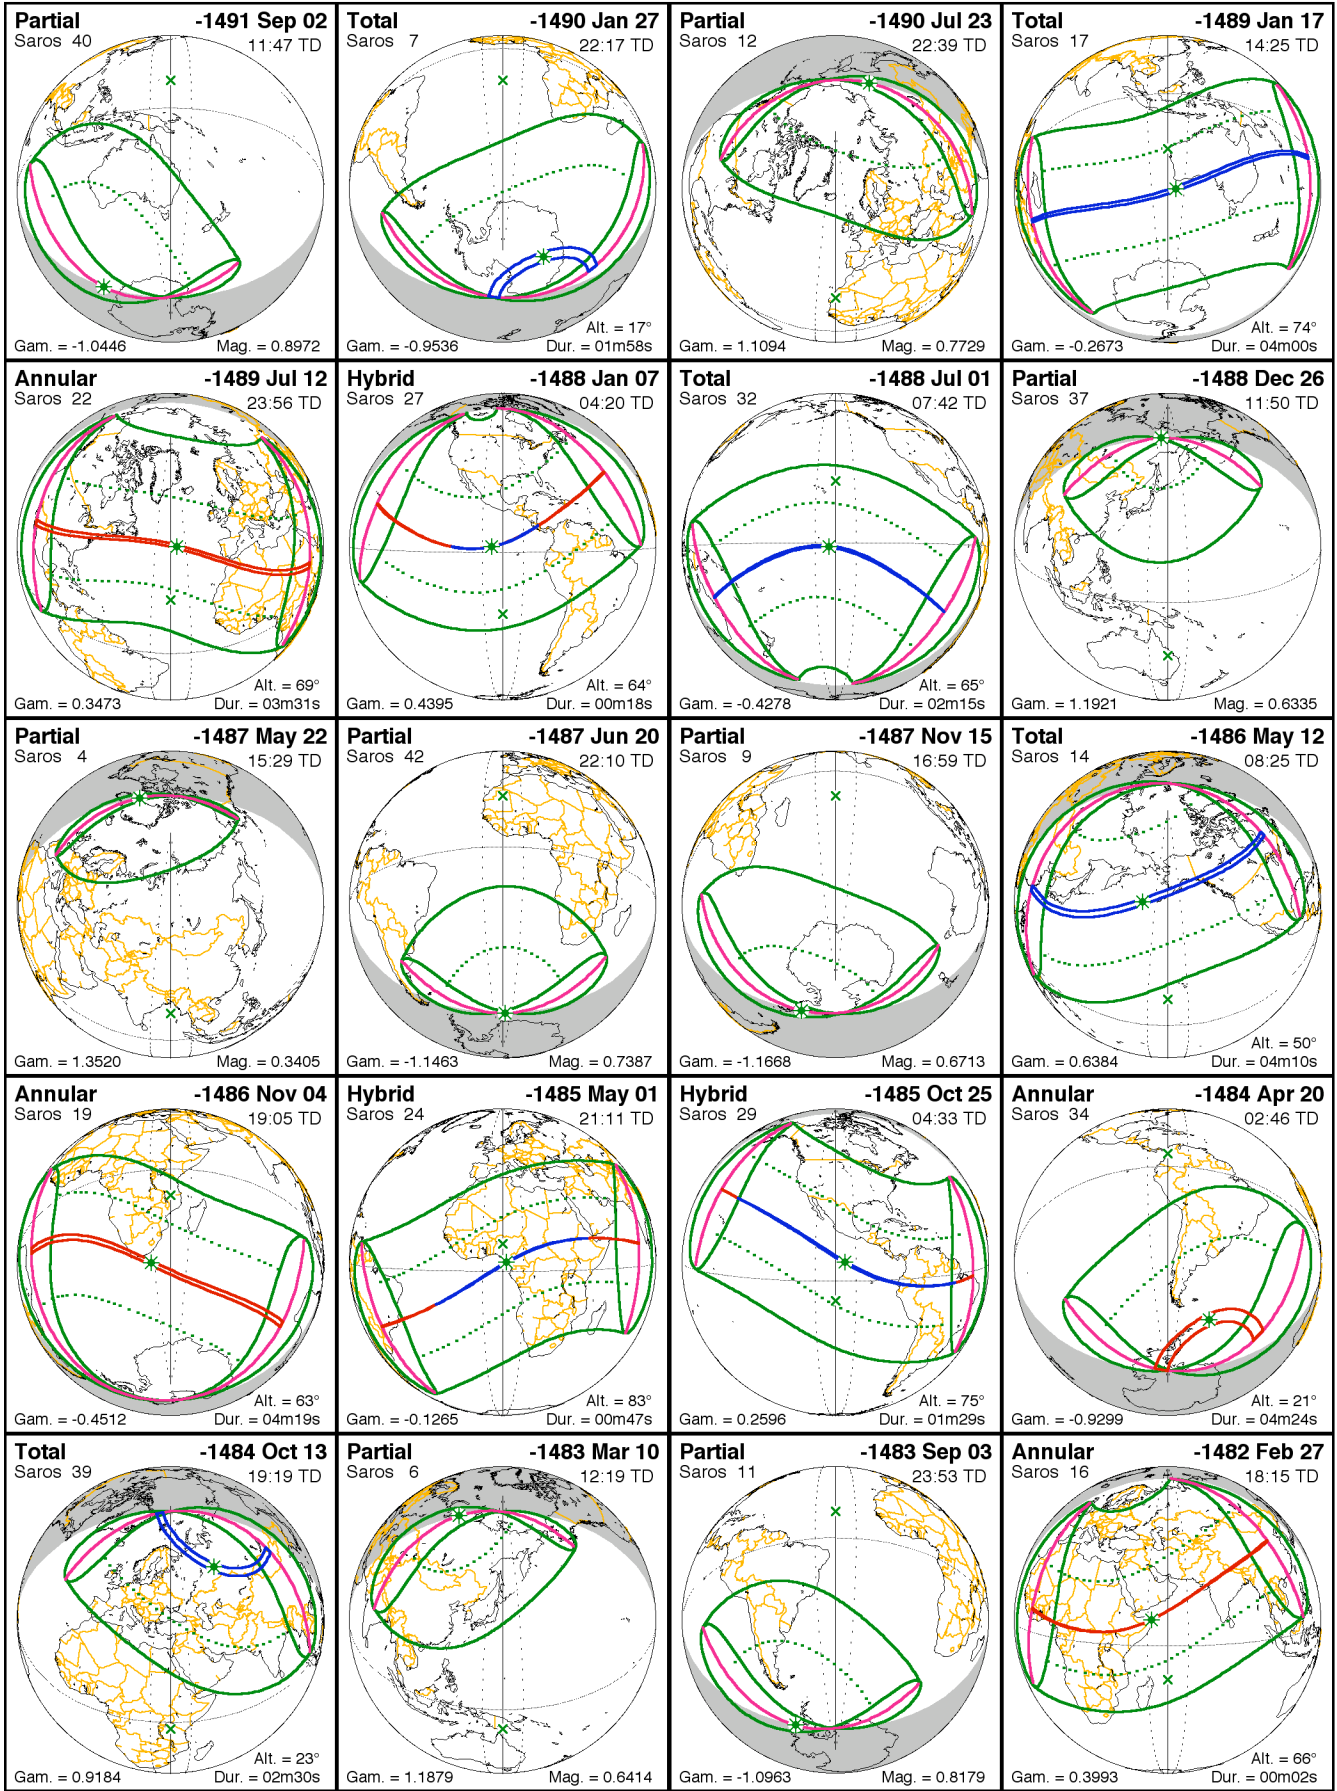 Partial -1491 Sep 02
Saros 40 11:47 TD
Gam. = -1.0446 Mag. = 0.8972
Total -1490 Jan 27
Saros 7 22:17 TD
Alt. = 17°
Gam. = -0.9536 Dur. = 01m58s
Partial -1490 Jul 23
Saros 12 22:39 TD
Gam. = 1.1094 Mag. = 0.7729
Total -1489 Jan 17
Saros 17 14:25 TD
Alt. = 74°
Gam. = -0.2673 Dur. = 04m00s
Annular -1489 Jul 12
Saros 22 23:56 TD
Alt. = 69°
Gam. = 0.3473 Dur. = 03m31s
Hybrid -1488 Jan 07
Saros 27 04:20 TD
Alt. = 64°
Gam. = 0.4395 Dur. = 00m18s
Total -1488 Jul 01
Saros 32 07:42 TD
Alt. = 65°
Gam. = -0.4278 Dur. = 02m15s
Partial -1488 Dec 26
Saros 37 11:50 TD
Gam. = 1.1921 Mag. = 0.6335
Partial -1487 May 22
Saros 4 15:29 TD
Gam. = 1.3520 Mag. = 0.3405
Partial -1487 Jun 20
Saros 42 22:10 TD
Gam. = -1.1463 Mag. = 0.7387
Partial -1487 Nov 15
Saros 9 16:59 TD
Gam. = -1.1668 Mag. = 0.6713
Total -1486 May 12
Saros 14 08:25 TD
Alt. = 50°
Gam. = 0.6384 Dur. = 04m10s
Annular -1486 Nov 04
Saros 19 19:05 TD
Alt. = 63°
Gam. = -0.4512 Dur. = 04m19s
Hybrid -1485 May 01
Saros 24 21:11 TD
Alt. = 83°
Gam. = -0.1265 Dur. = 00m47s
Hybrid -1485 Oct 25
Saros 29 04:33 TD
Alt. = 75°
Gam. = 0.2596 Dur. = 01m29s
Annular -1484 Apr 20
Saros 34 02:46 TD
Alt. = 21°
Gam. = -0.9299 Dur. = 04m24s
Total -1484 Oct 13
Saros 39 19:19 TD
Alt. = 23°
Gam. = 0.9184 Dur. = 02m30s
Partial -1483 Mar 10
Saros 6 12:19 TD
Gam. = 1.1879 Mag. = 0.6414
Partial -1483 Sep 03
Saros 11 23:53 TD
Gam. = -1.0963 Mag. = 0.8179
Annular -1482 Feb 27
Saros 16 18:15 TD
Alt. = 66°
Gam. = 0.3993 Dur. = 00m02s